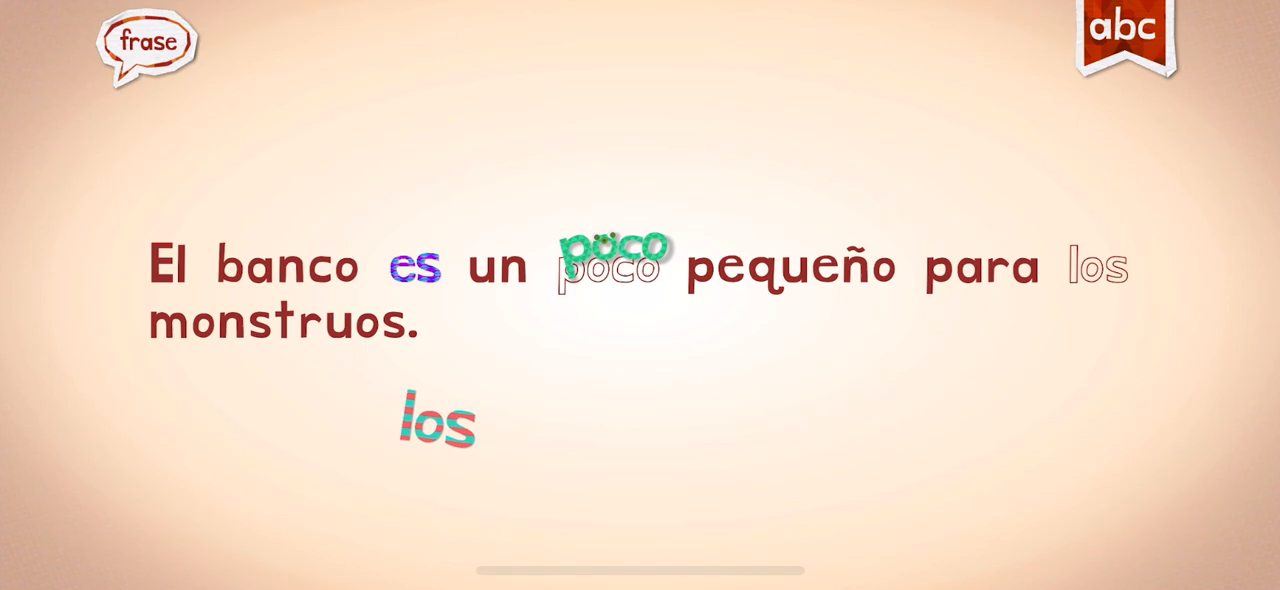 frase
abc
El banco es un poco poco pequeño para los
monstruos.
los